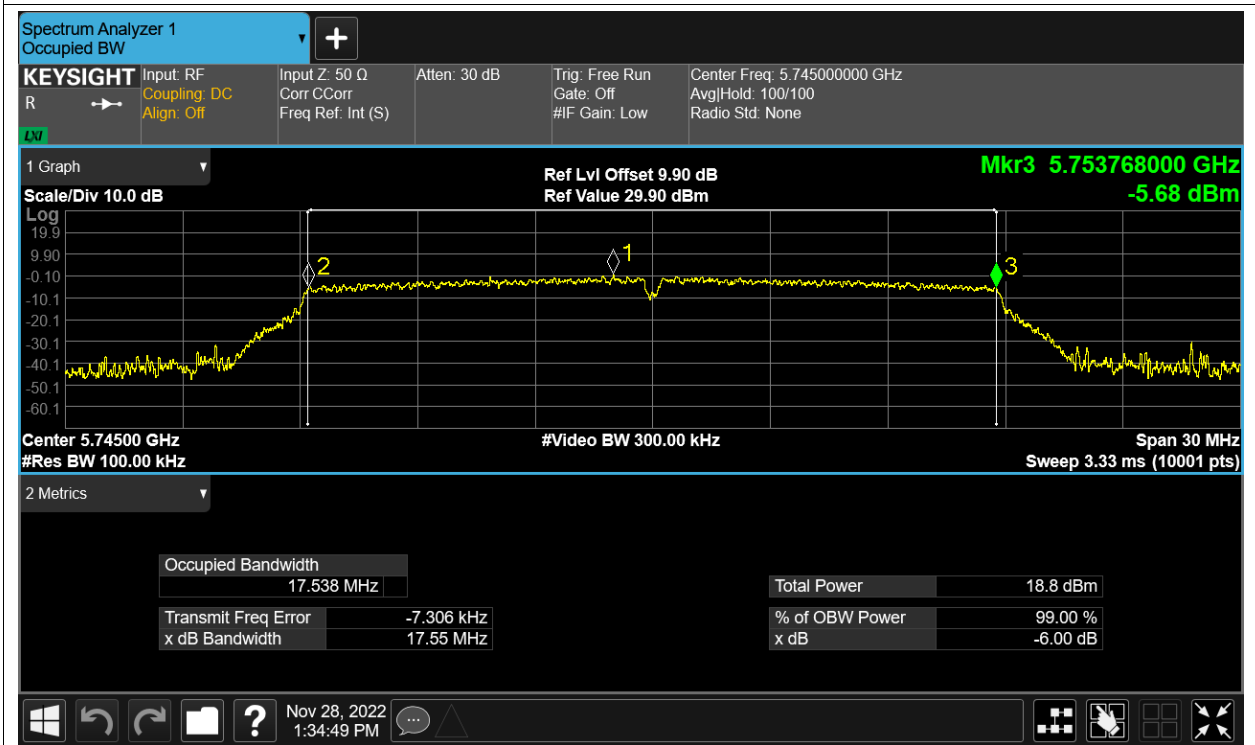 Spectrum Analyzer 1
Occupied BW
KEYSIGHT
R
LXI
Input: RF
Coupling: DC
Align: Off
Input Z: 50 Ω
Corr CCorr
Freq Ref: Int (S)
Atten: 30 dB
Trig: Free Run
Gate: Off
#IF Gain: Low
Center Freq: 5.745000000 GHz
Avg|Hold: 100/100
Radio Std: None
1 Graph
Scale/Div 10.0 dB
Ref Lvl Offset 9.90 dB
Ref Value 29.90 dBm
Mkr3 5.753768000 GHz
-5.68 dBm
Log
19.9
9.90
-0.10
-10.1
-20.1
-30.1
-40.1
-50.1
-60.1
2
1
3
Center 5.74500 GHz
#Res BW 100.00 kHz
#Video BW 300.00 kHz
Span 30 MHz
Sweep 3.33 ms (10001 pts)
2 Metrics
Occupied Bandwidth
17.538 MHz
Transmit Freq Error -7.306 kHz
x dB Bandwidth 17.55 MHz
Total Power 18.8 dBm
% of OBW Power 99.00 %
x dB -6.00 dB
?
Nov 28, 2022
1:34:49 PM